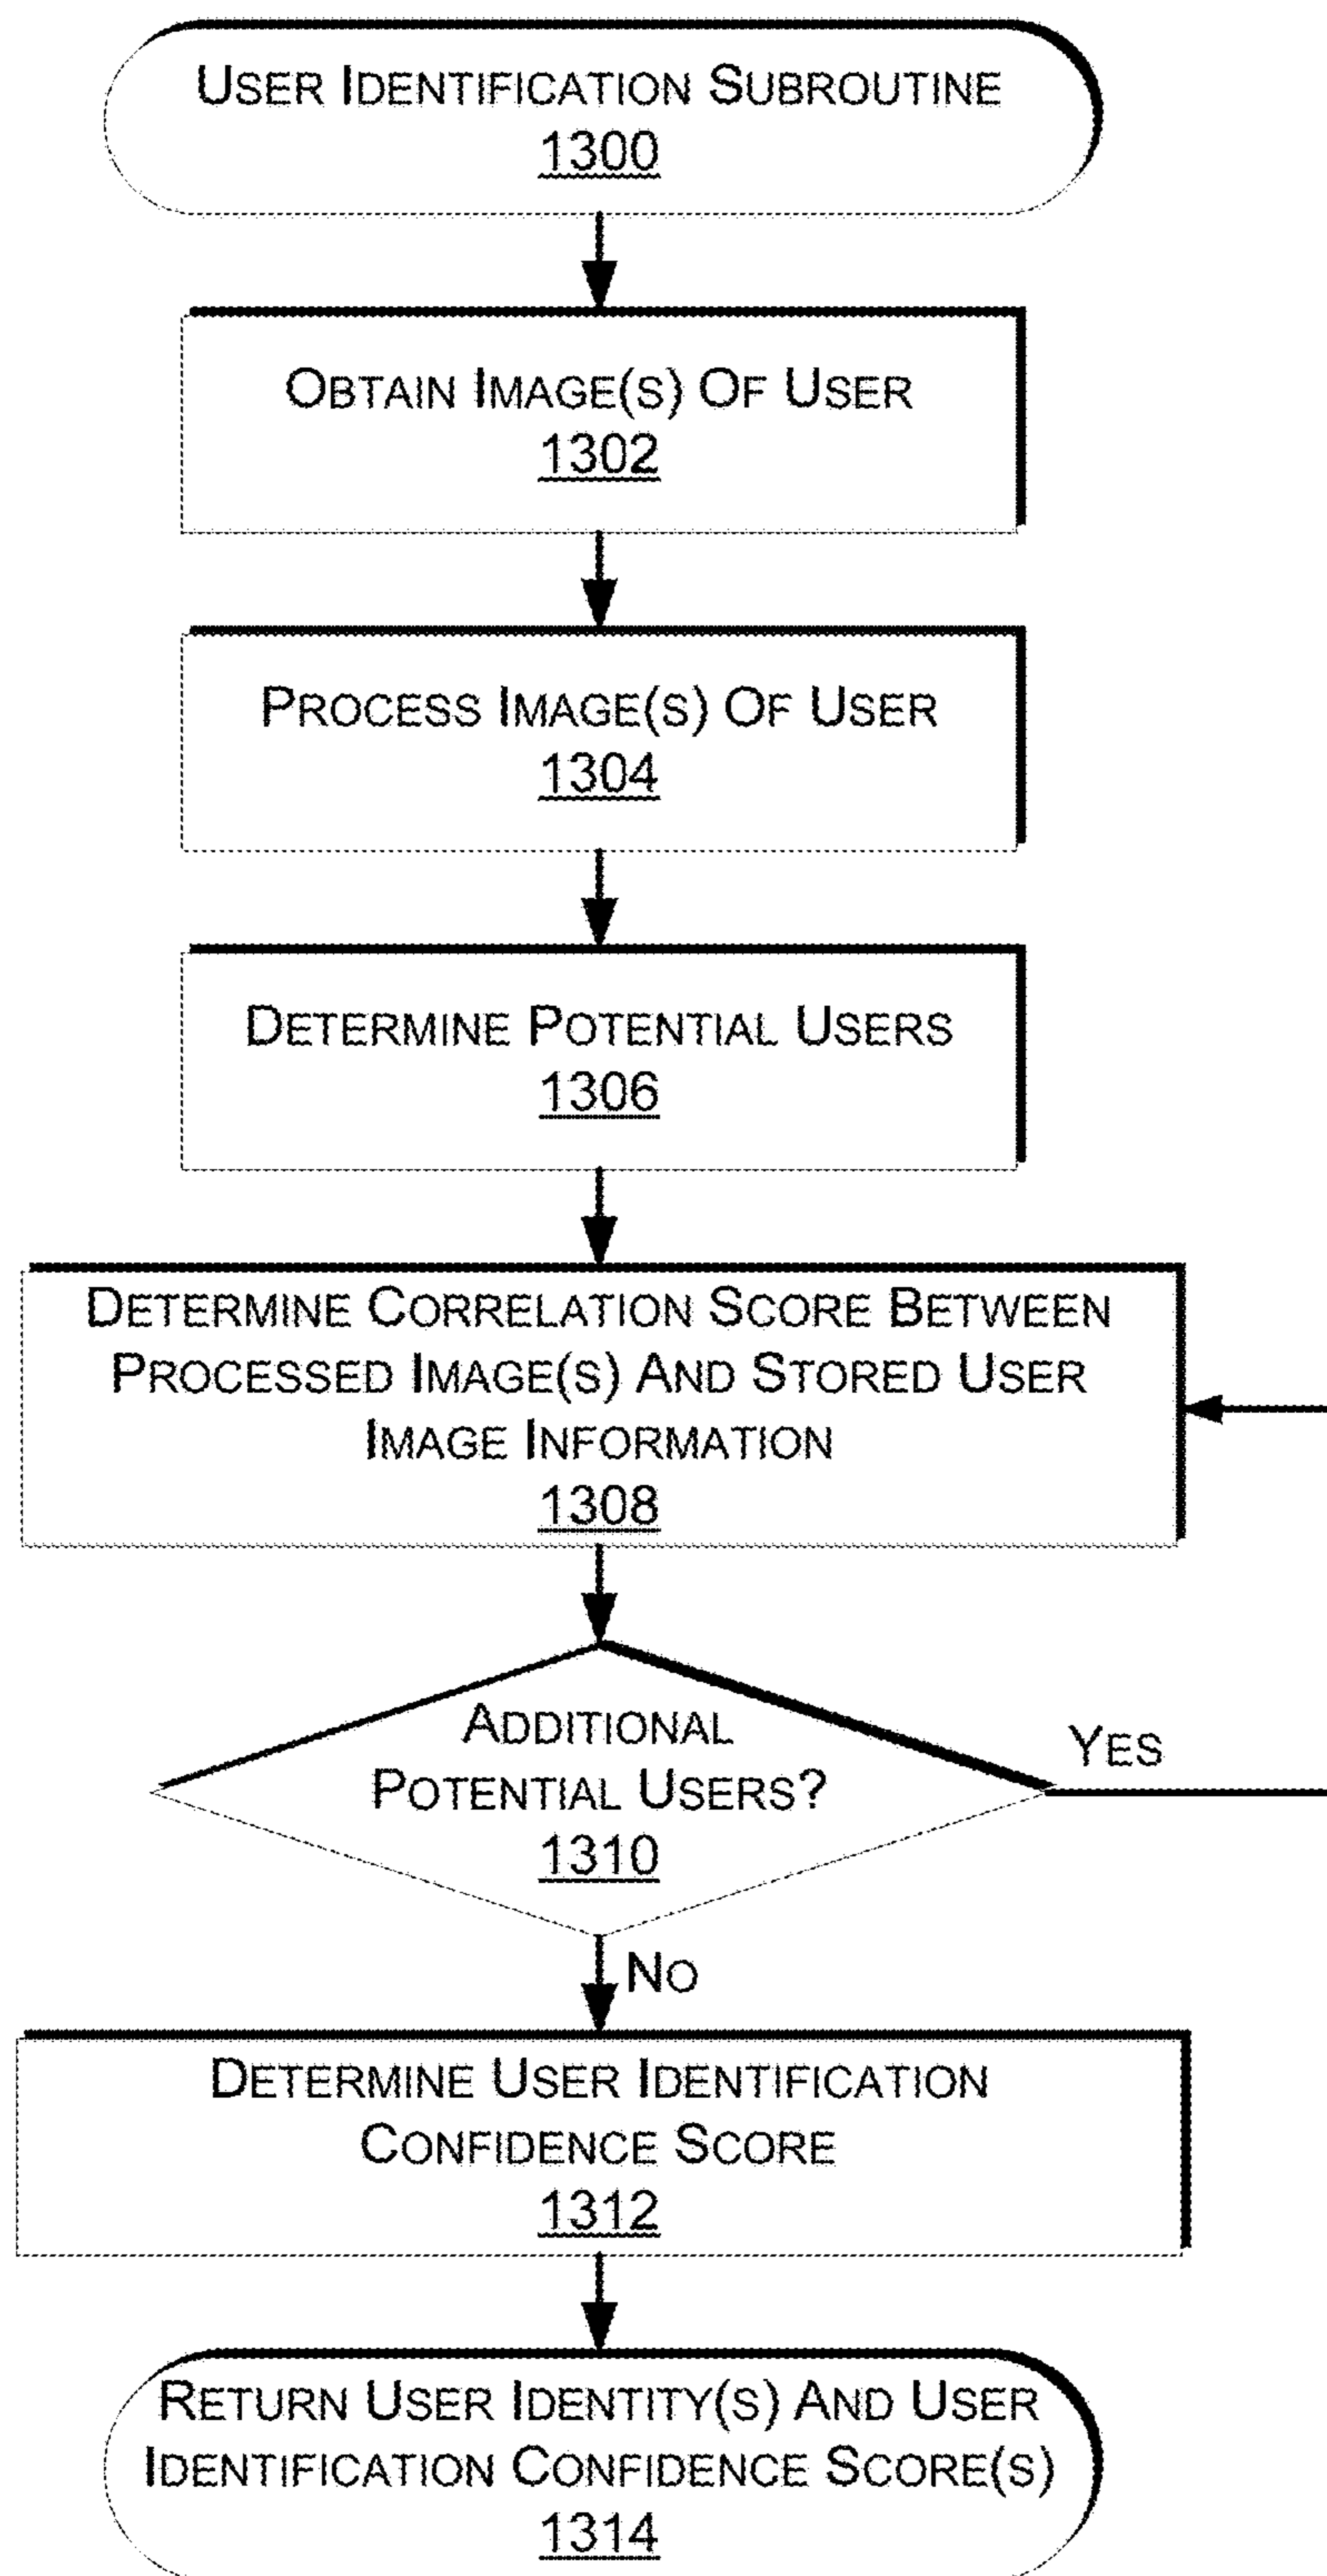 USER IDENTIFICATION SUBROUTINE
1300
OBTAIN IMAGE(S) OF USER
1302
PROCESS IMAGE(S) OF USER
1304
DETERMINE POTENTIAL USERS
1306
DETERMINE CORRELATION SCORE BETWEEN
PROCESSED IMAGE(S) AND STORED USER
IMAGE INFORMATION
1308
ADDITIONAL
POTENTIAL USERS?
1310
YES
NO
DETERMINE USER IDENTIFICATION
CONFIDENCE SCORE
1312
RETURN USER IDENTITY(S) AND USER
IDENTIFICATION CONFIDENCE SCORE(S)
1314